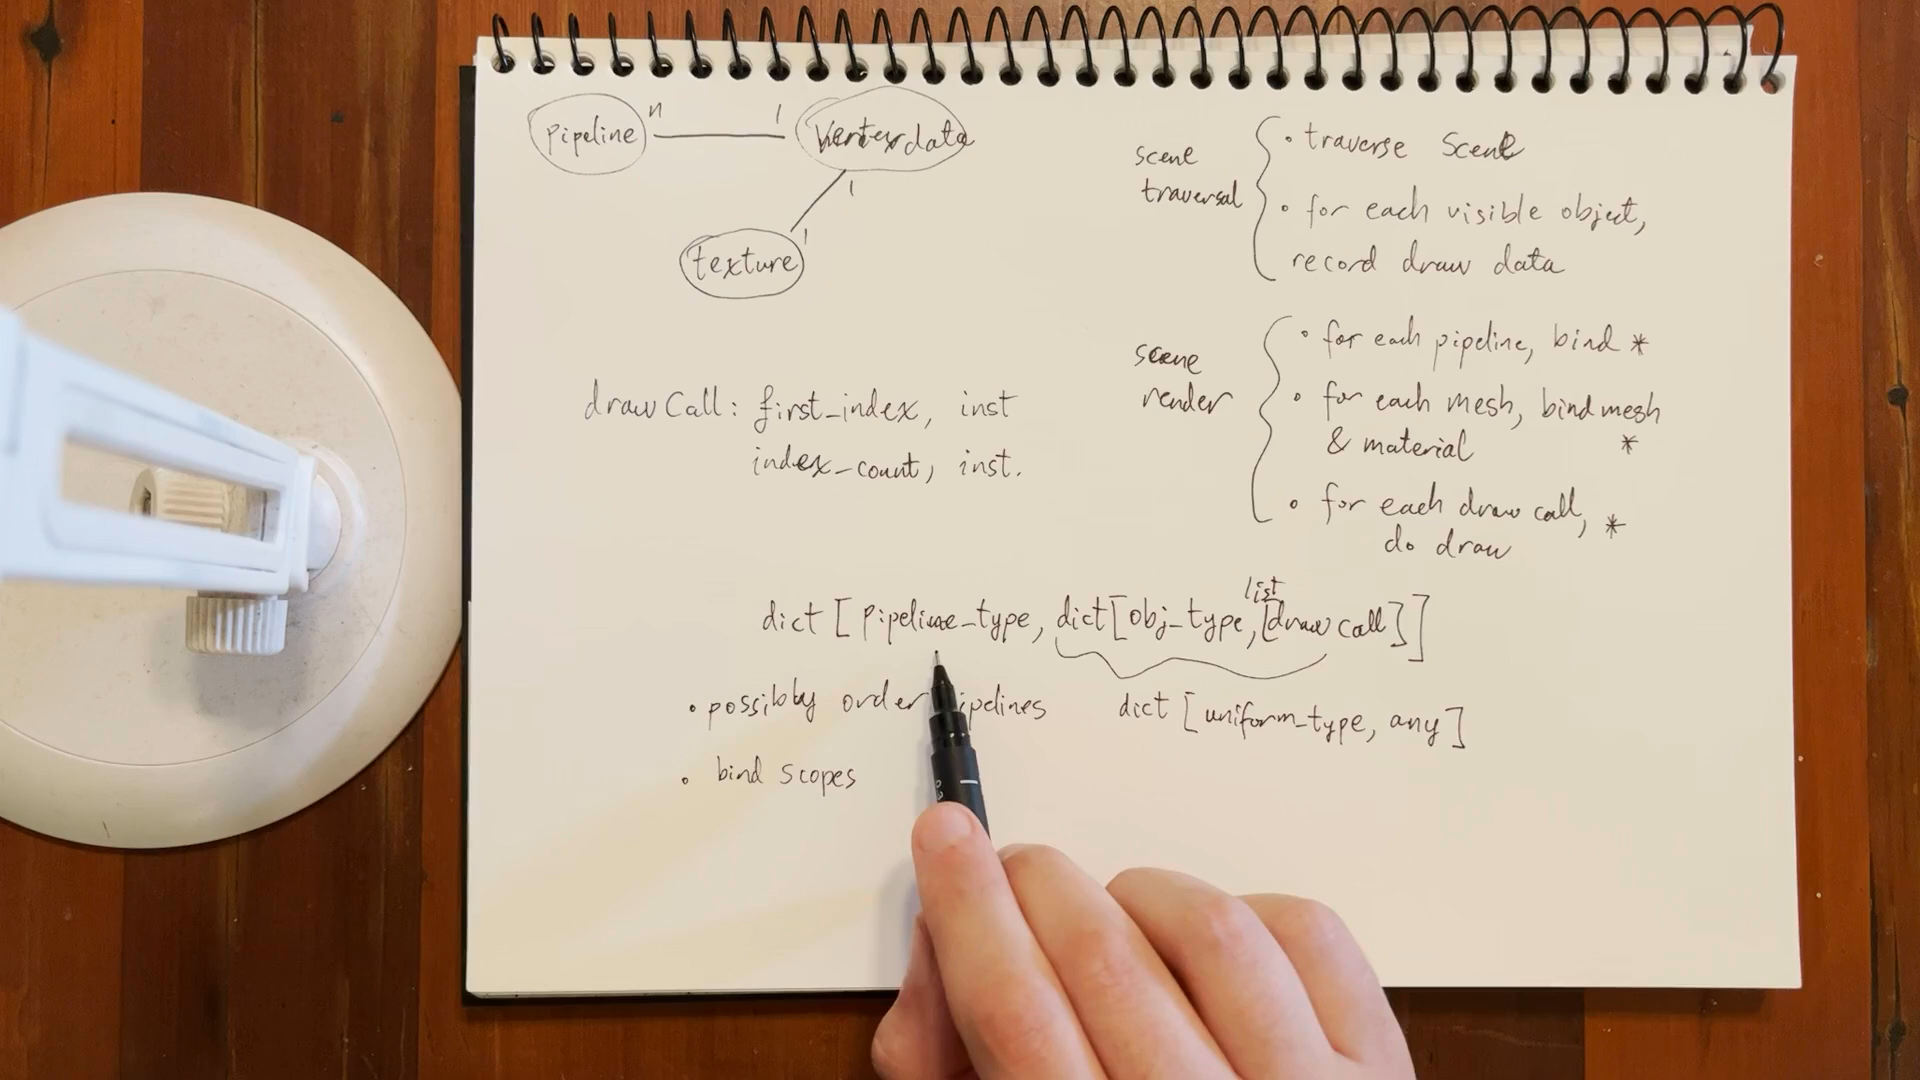 pipeline n 1 Vertex data
1
1
texture
scene
traversal
• traverse scene
• for each visible object,
record draw data
scene
render
• for each pipeline, bind *
• for each mesh, bind mesh
& material *
• for each draw call, *
do draw
drawCall: first_index, inst
index_count, inst.
list
dict [pipeline_type, dict[obj_type, [draw call]]
• possibly order pipelines
dict [uniform_type, any]
• bind scopes